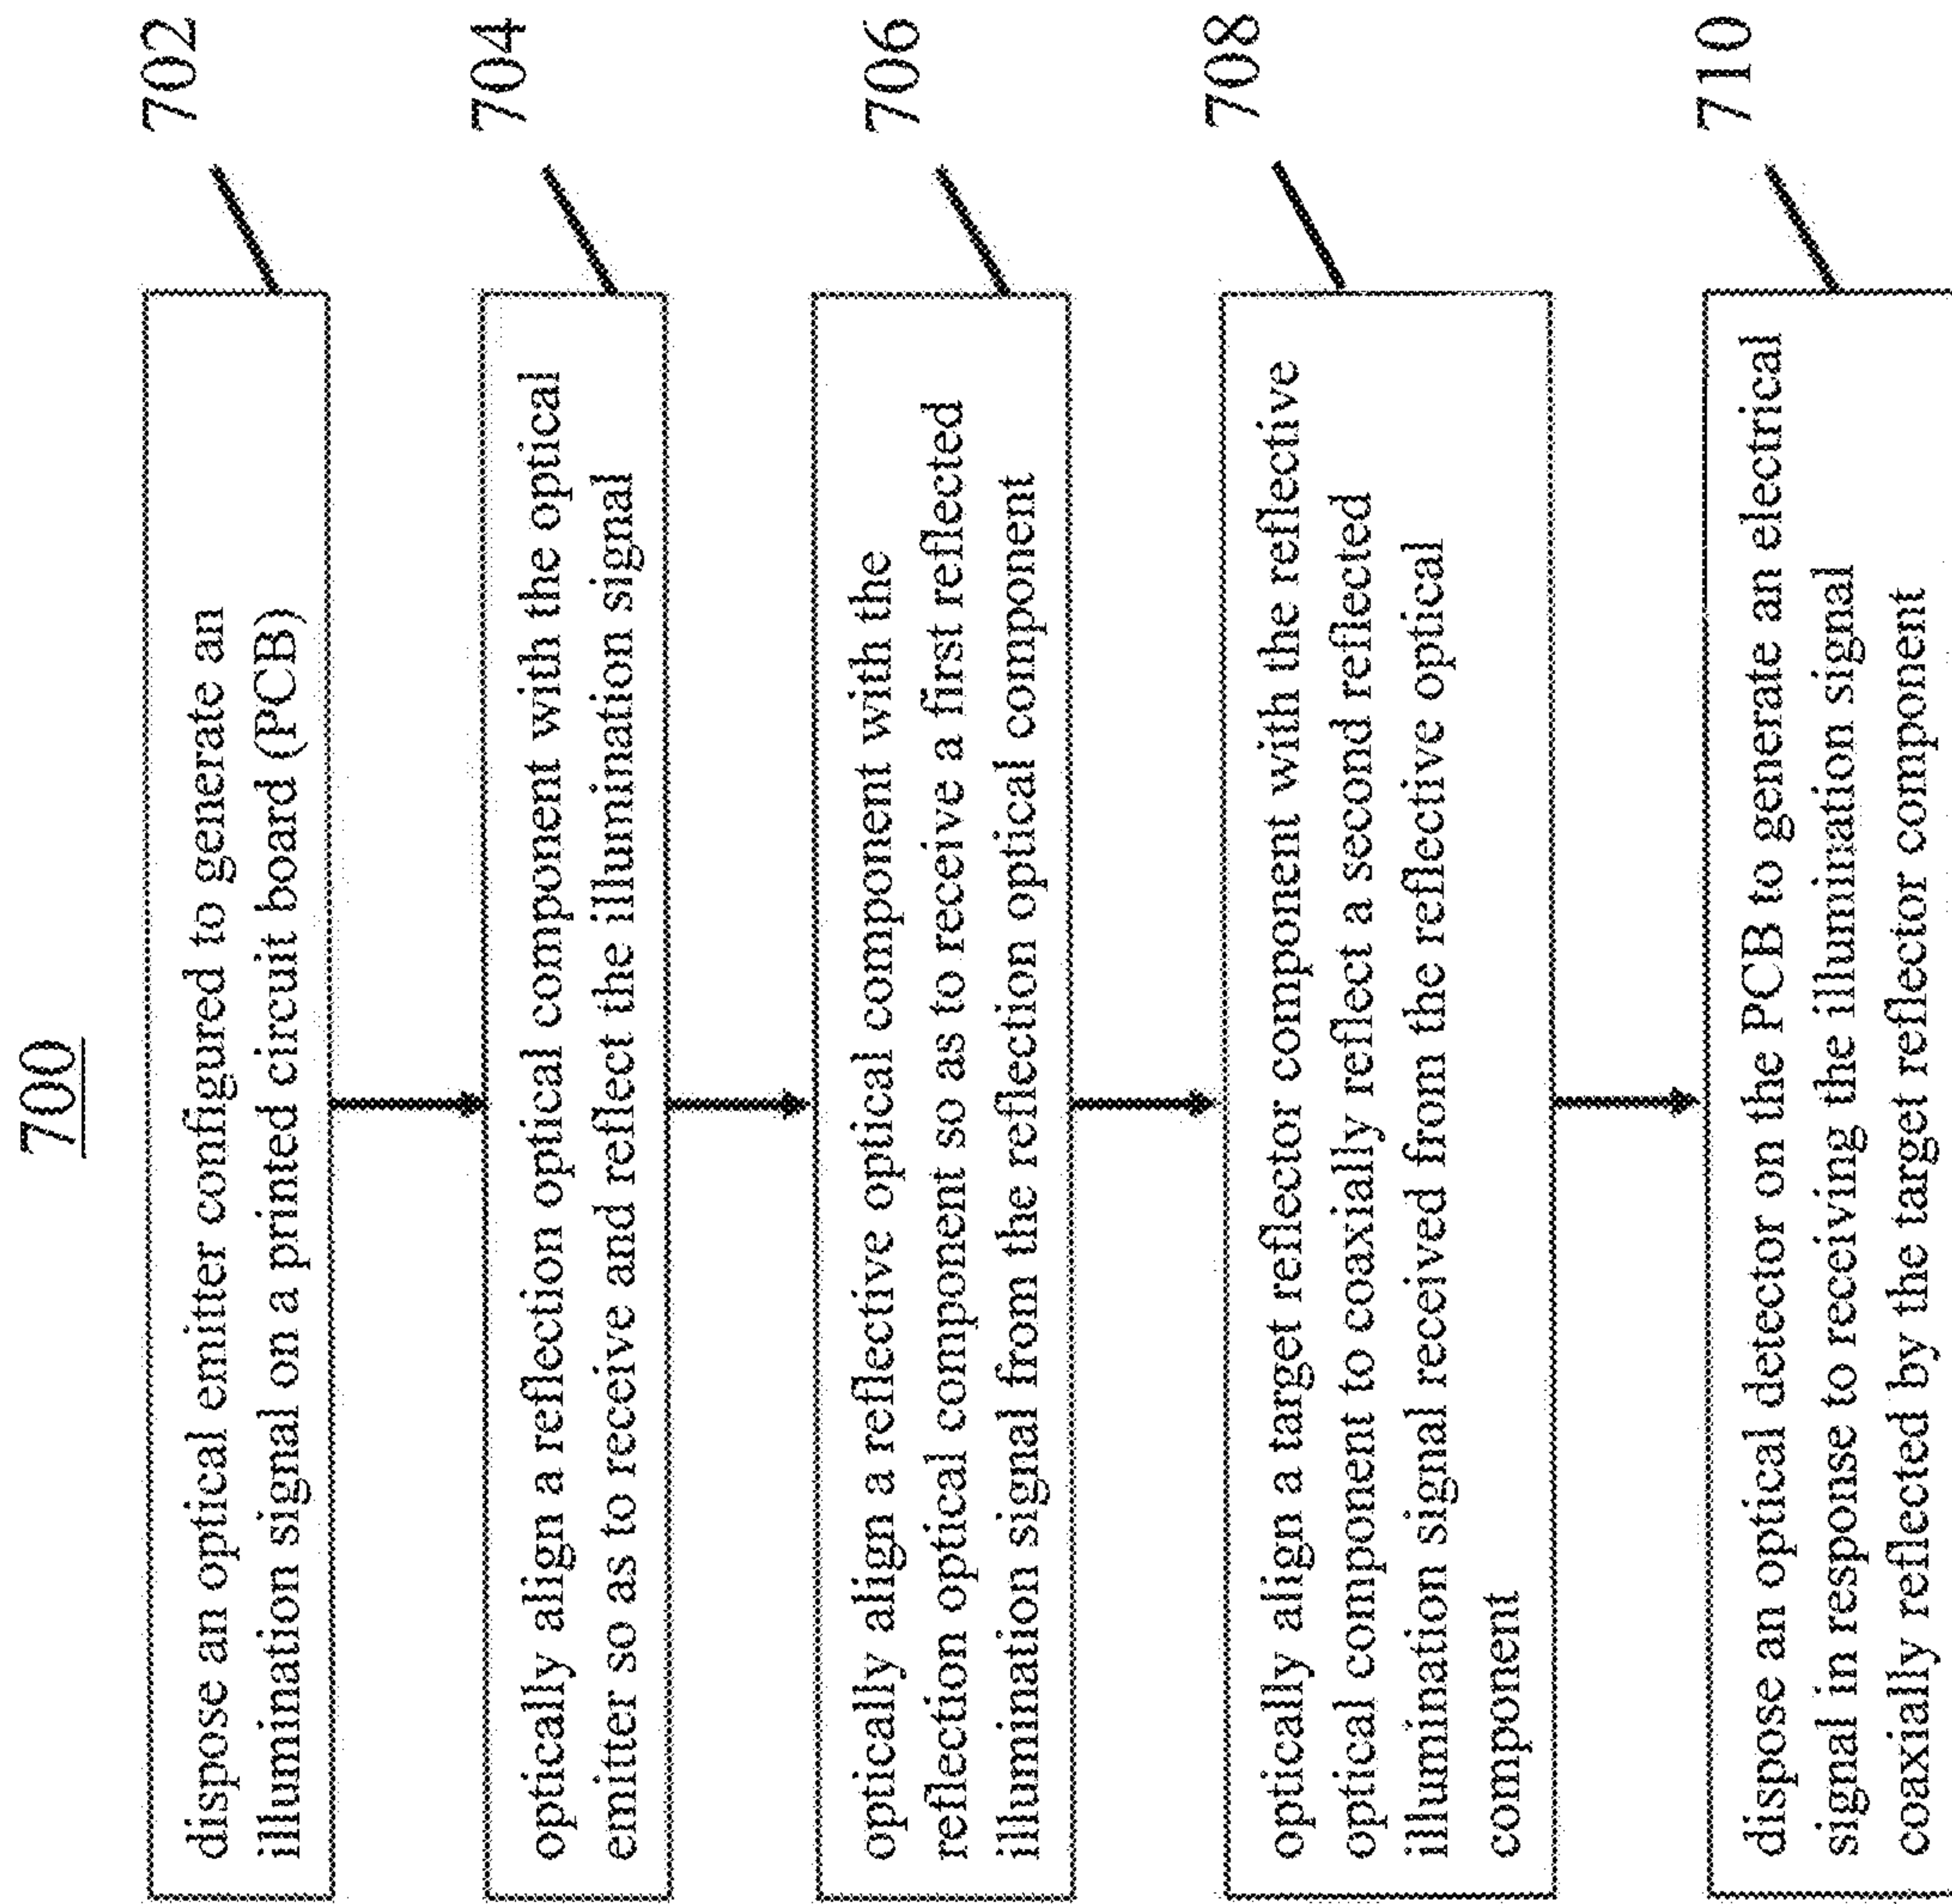 700
702
dispose an optical emitter configured to generate an
illumination signal on a printed circuit board (PCB)
704
optically align a reflection optical component with the optical
emitter so as to receive and reflect the illumination signal
706
optically align a reflective optical component with the
reflection optical component so as to receive a first reflected
illumination signal from the reflection optical component
708
optically align a target reflector component with the reflective
optical component to coaxially reflect a second reflected
illumination signal received from the reflective optical
component
710
dispose an optical detector on the PCB to generate an electrical
signal in response to receiving the illumination signal
coaxially reflected by the target reflector component